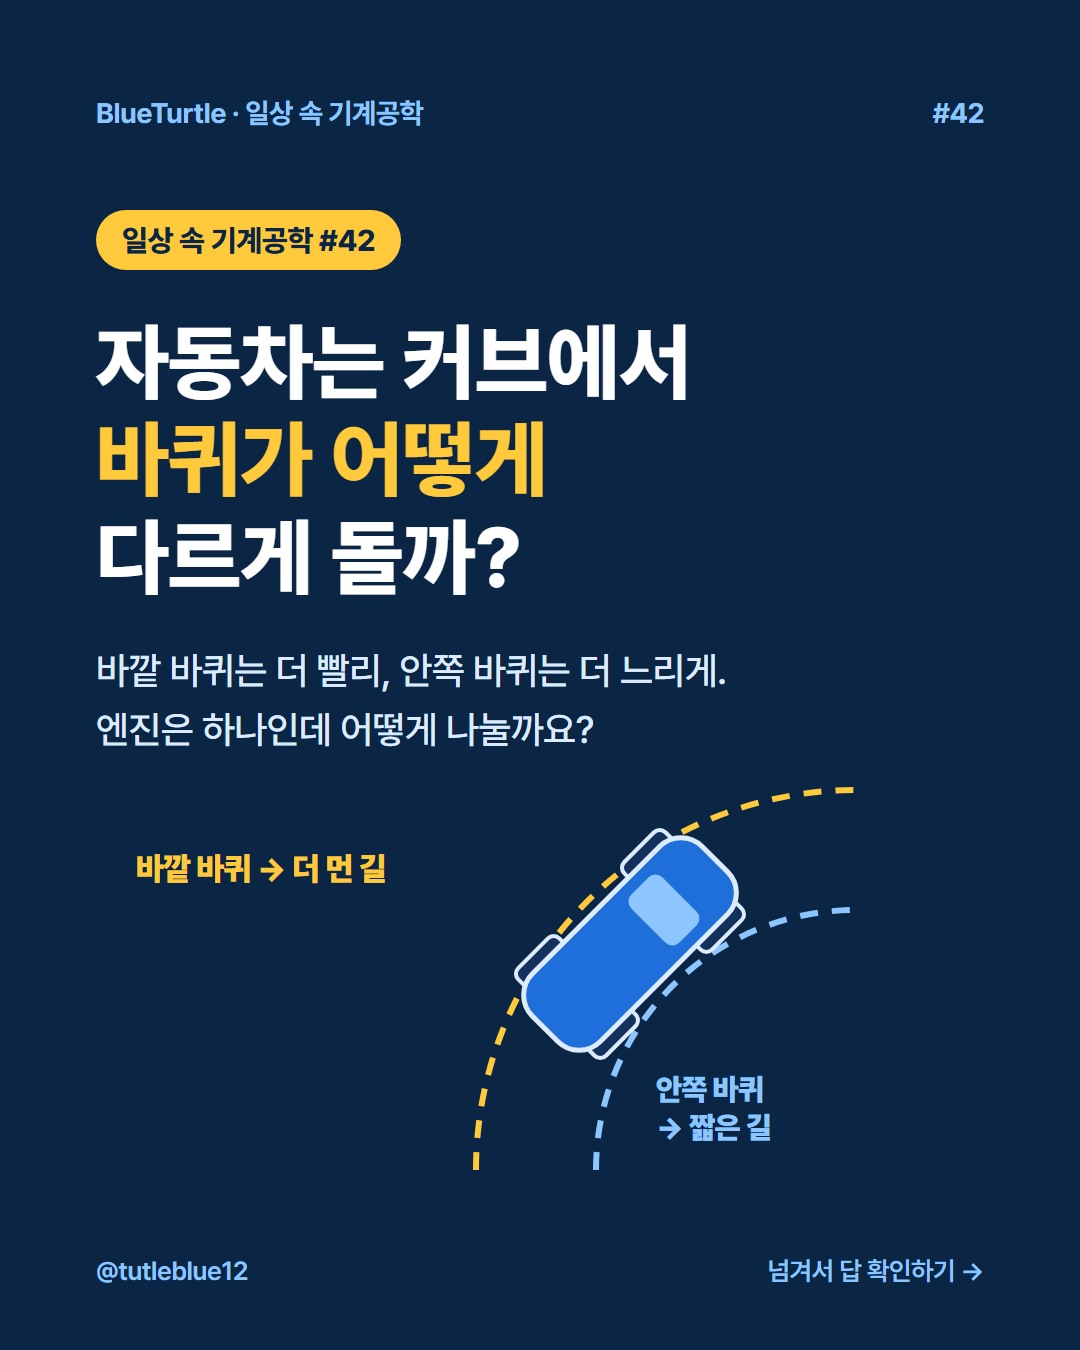 BlueTurtle · 일상 속 기계공학
#42
일상 속 기계공학 #42
자동차는 커브에서
바퀴가 어떻게
다르게 돌까?
바깥 바퀴는 더 빨리, 안쪽 바퀴는 더 느리게.
엔진은 하나인데 어떻게 나눌까요?
바깥 바퀴 → 더 먼 길
안쪽 바퀴
→ 짧은 길
@tutleblue12
넘겨서 답 확인하기 →